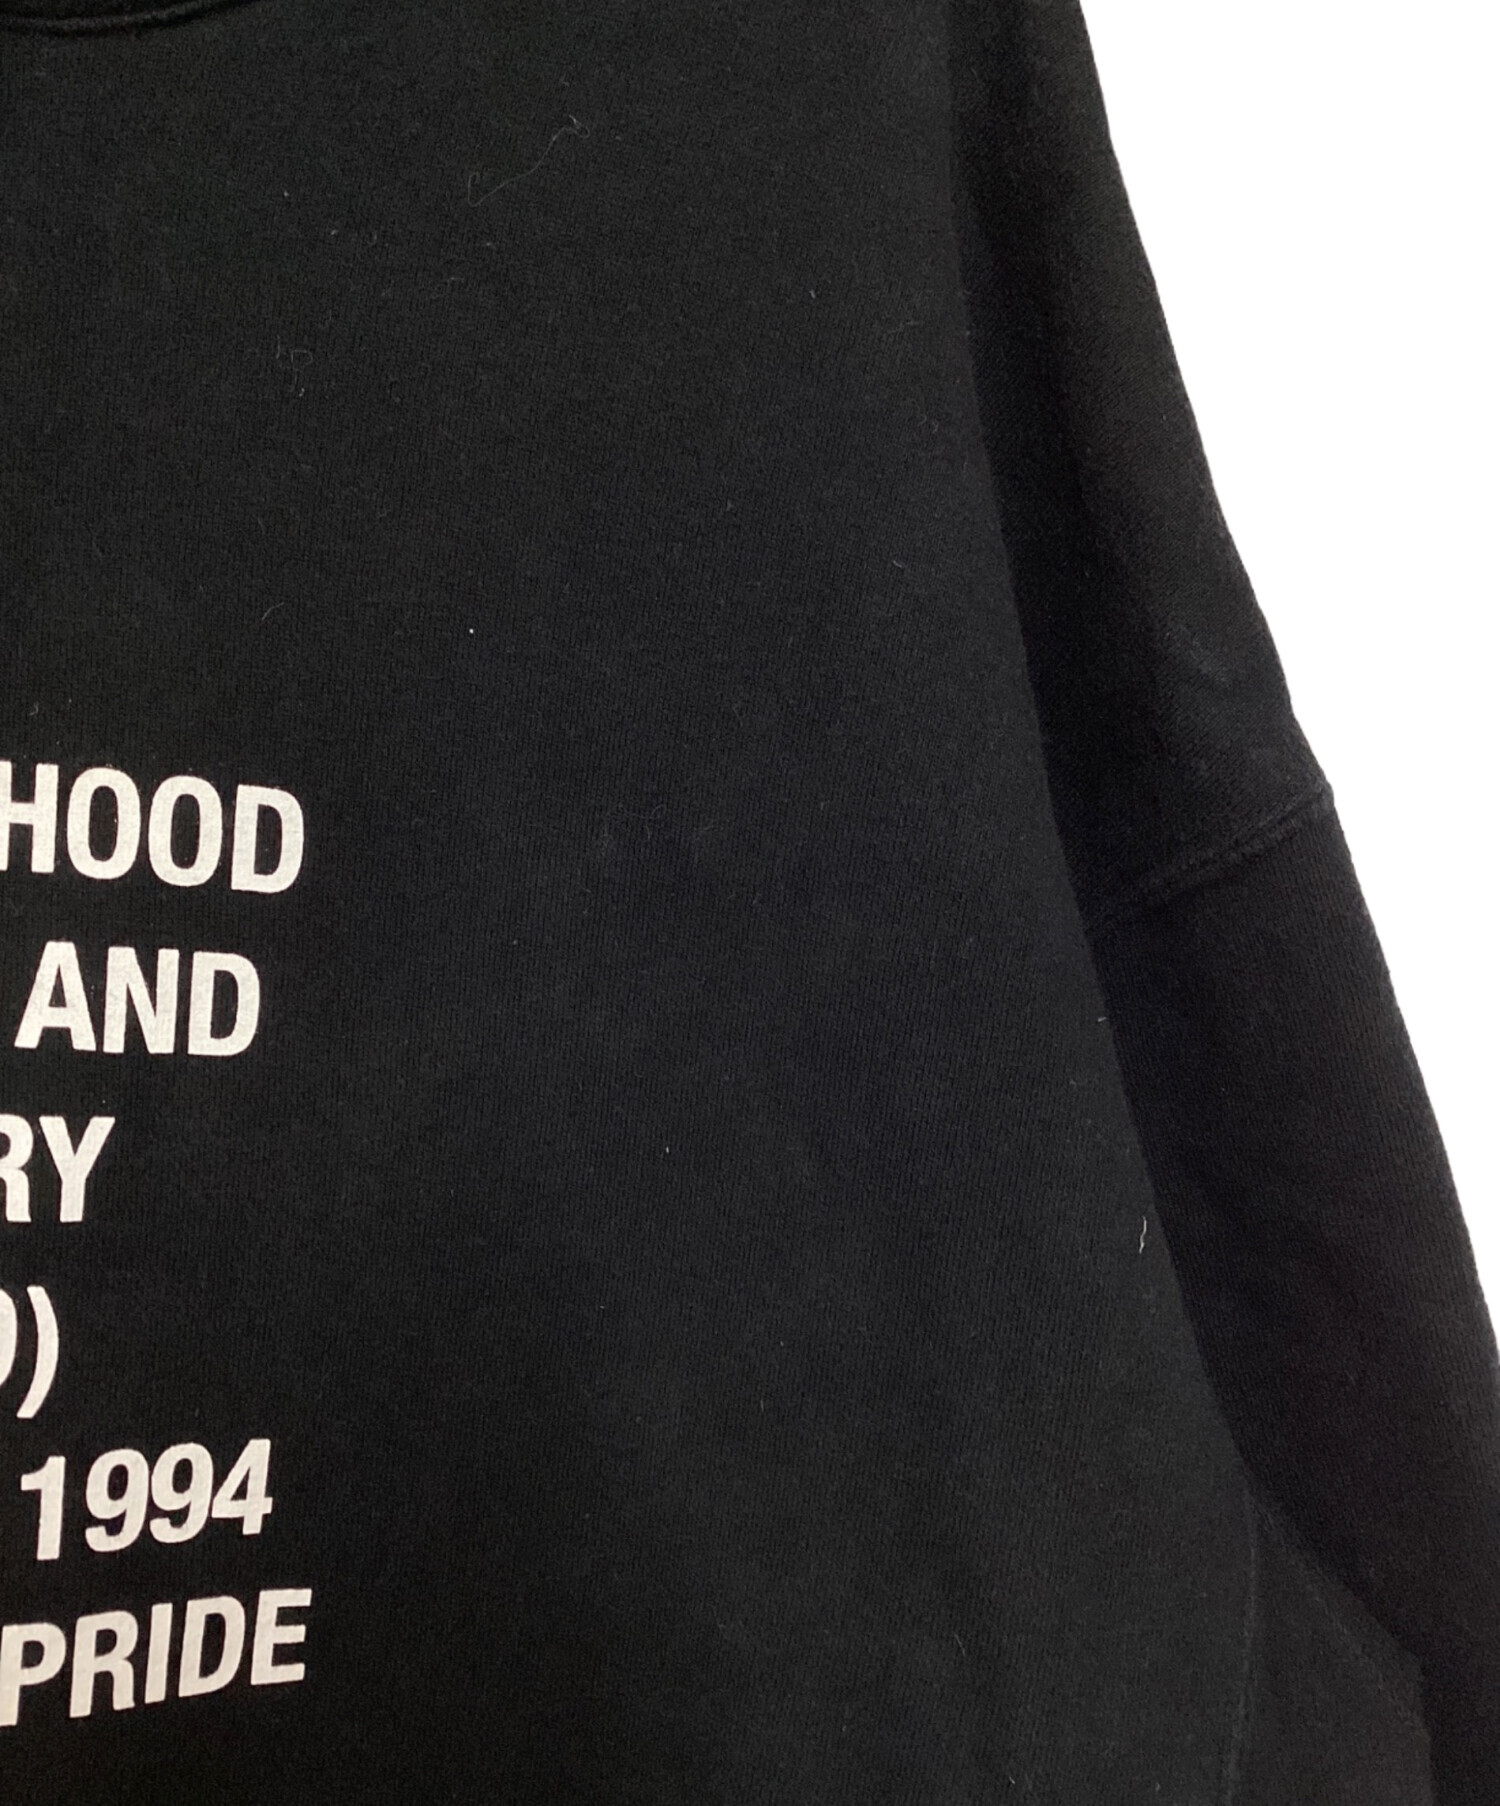 HOOD
AND
RY
)
1994
PRIDE